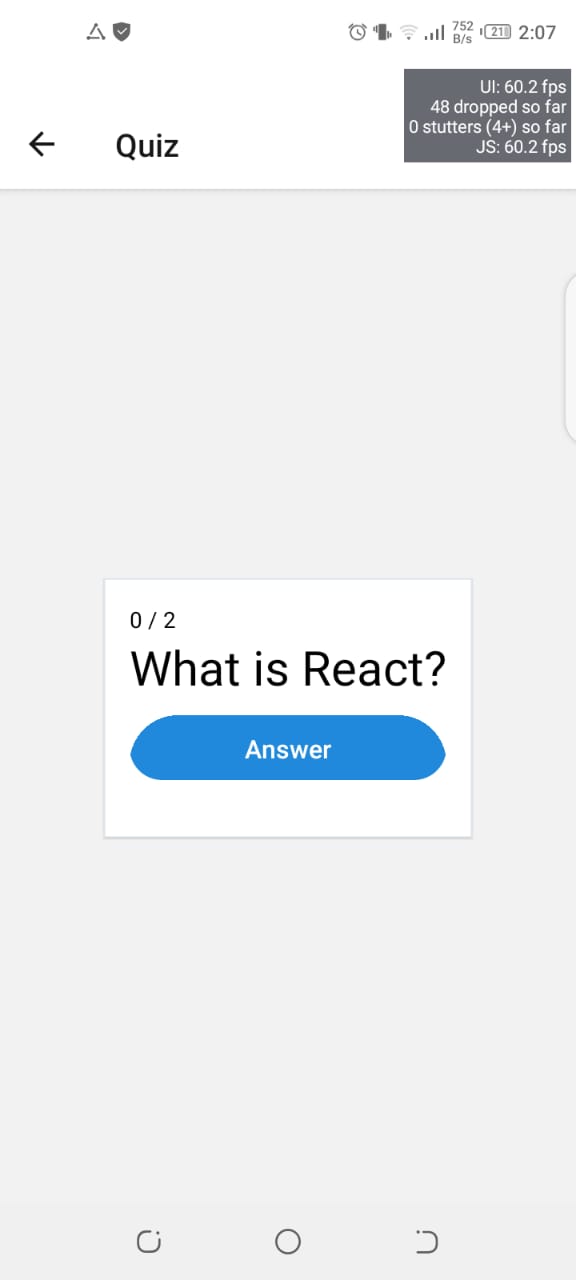 752
B/s
21
2:07
UI: 60.2 fps
48 dropped so far
0 stutters (4+) so far
JS: 60.2 fps
Quiz
0 / 2
What is React?
Answer